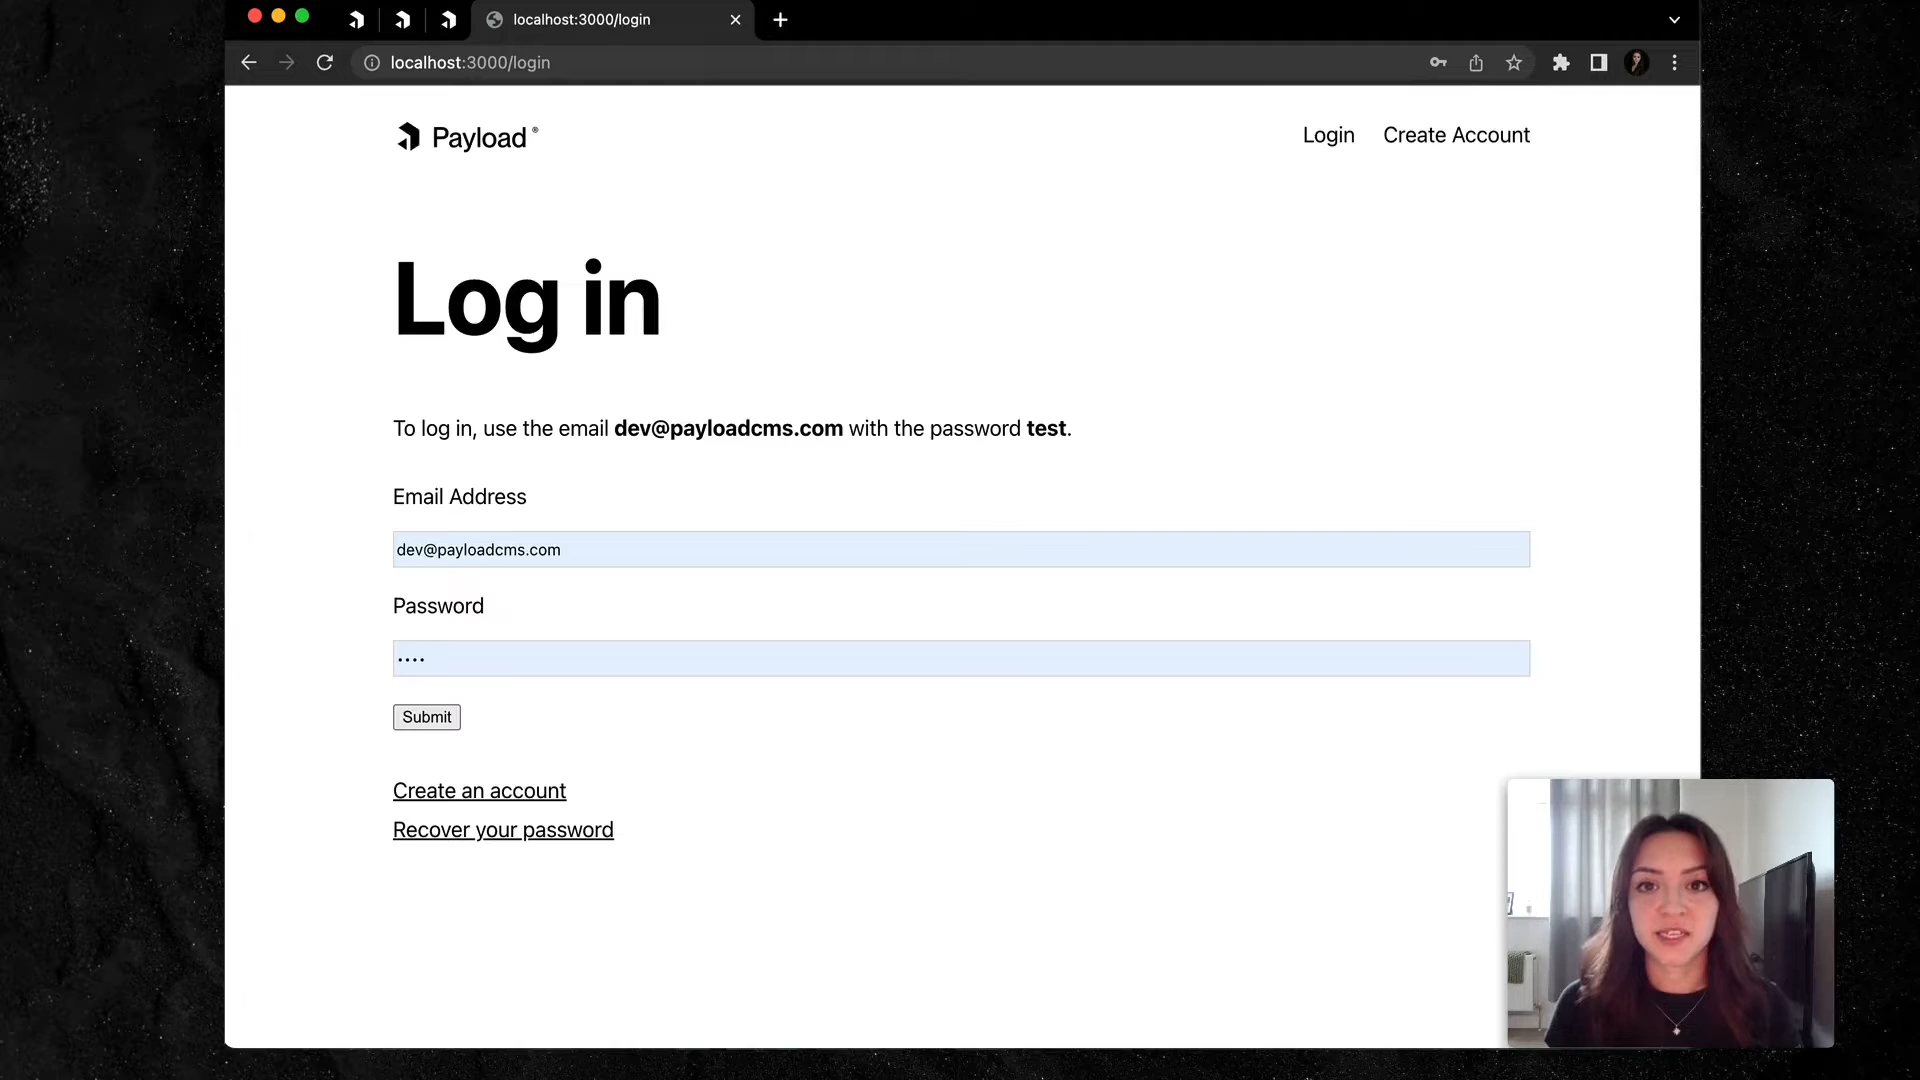 localhost:3000/login
localhost:3000/login
Payload®
Login
Create Account
Log in
To log in, use the email dev@payloadcms.com with the password test.
Email Address
dev@payloadcms.com
Password
••••
Submit
Create an account
Recover your password